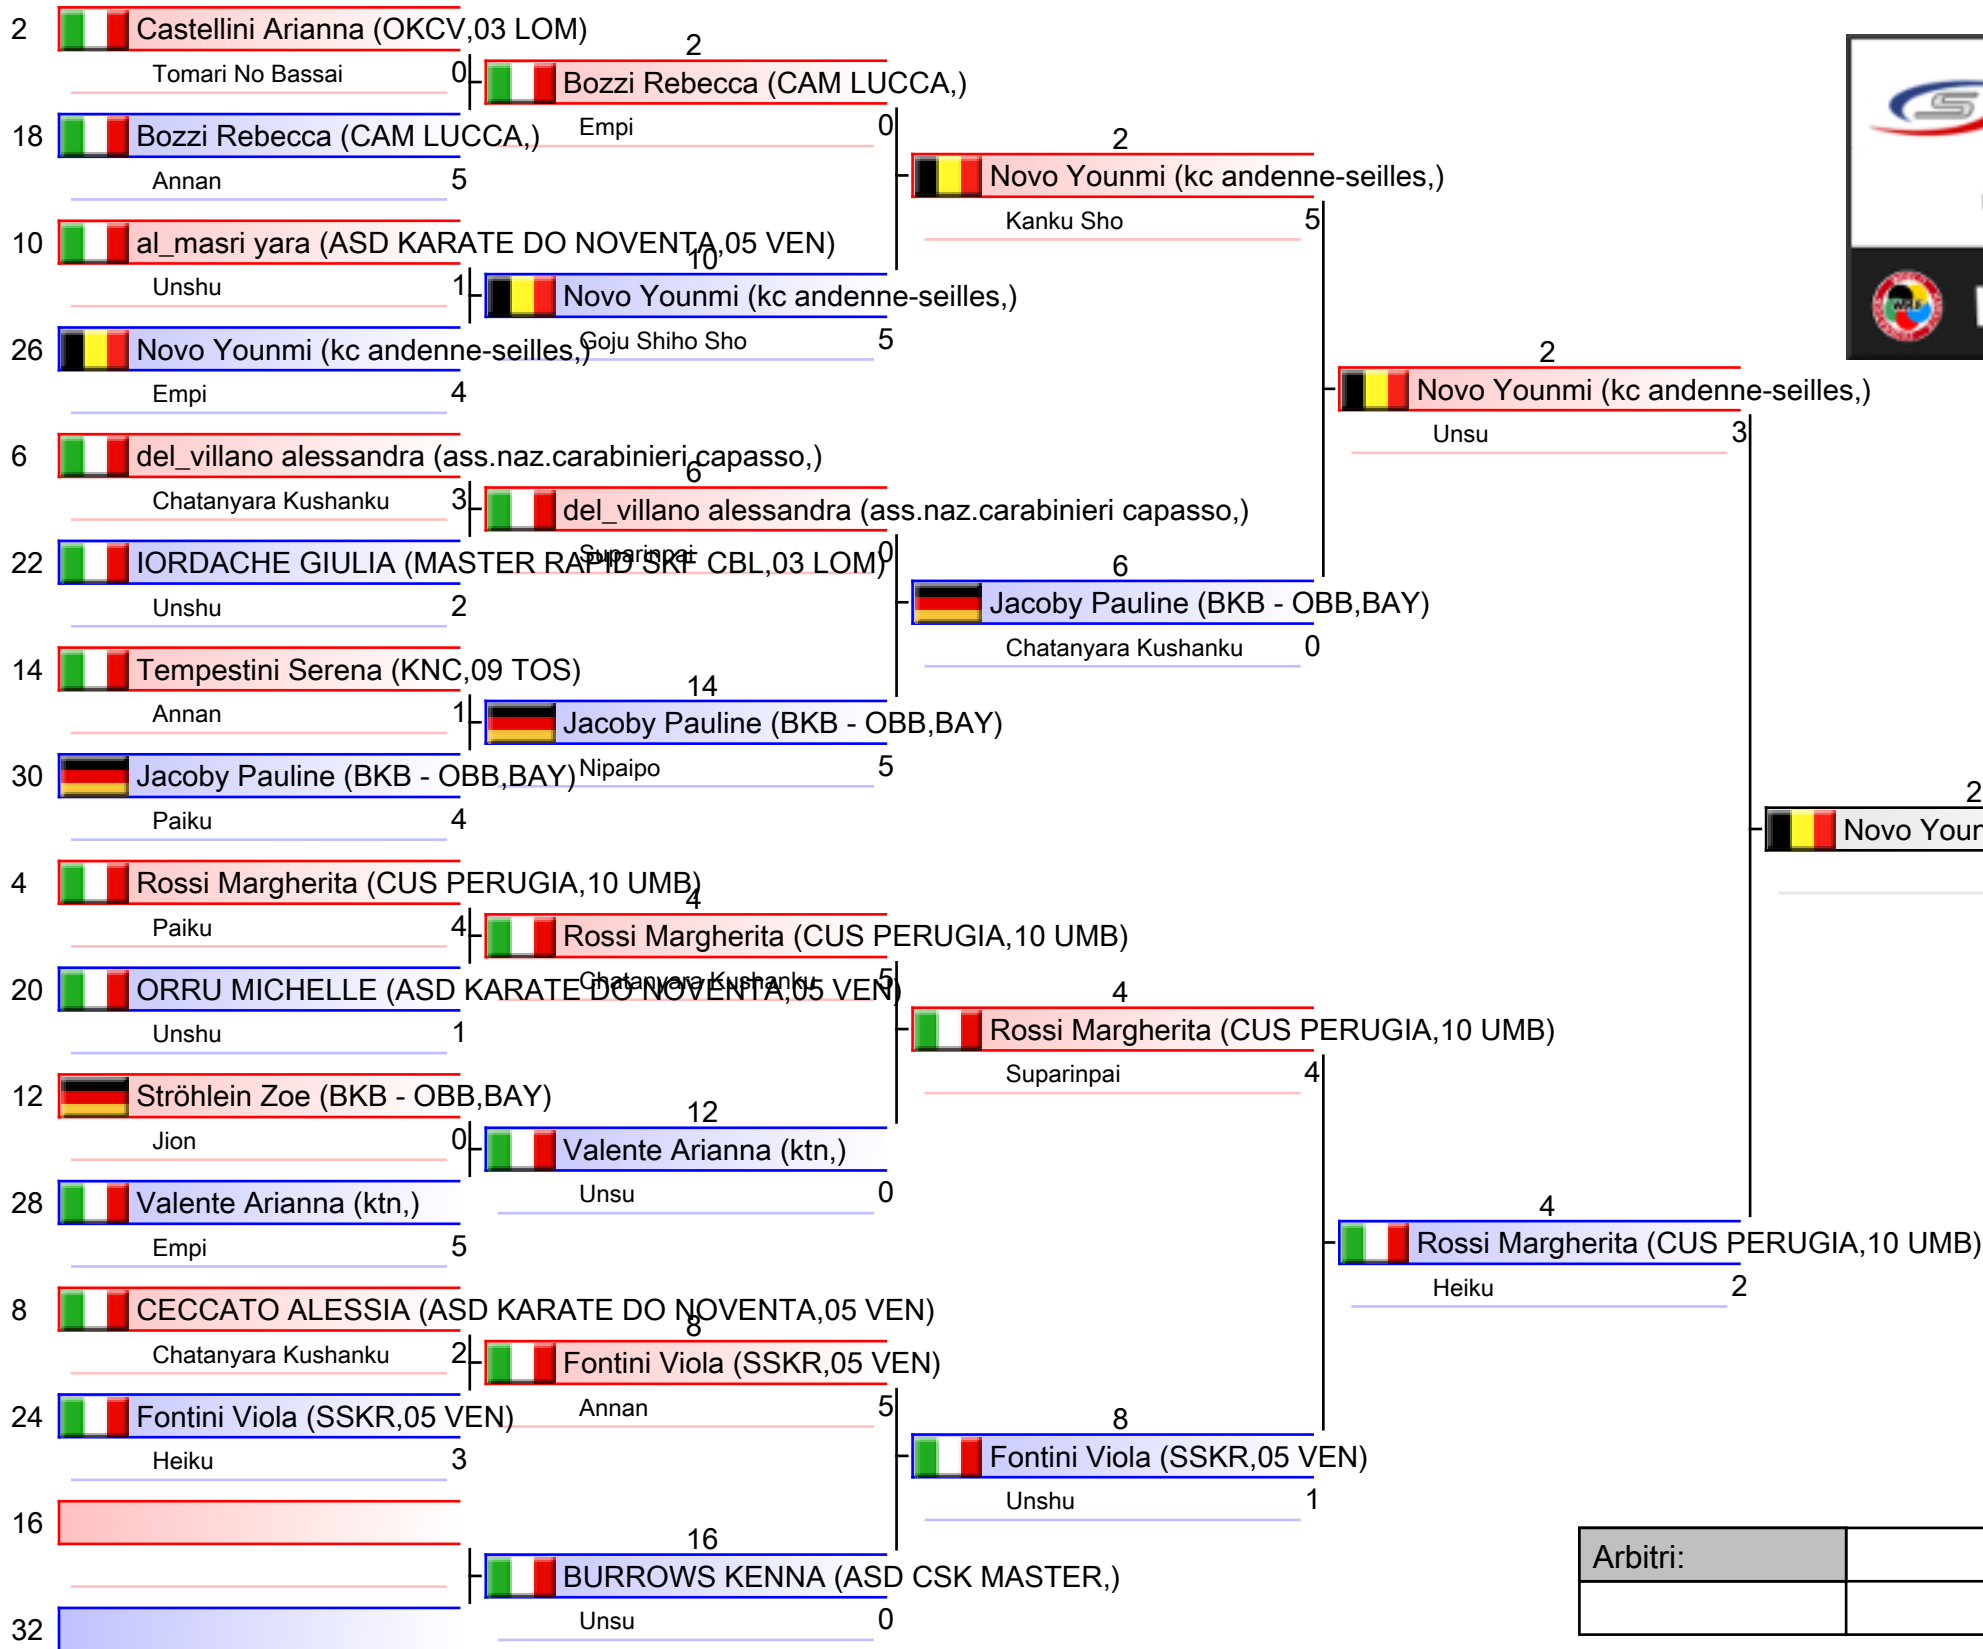 2 Castellini Arianna (OKCV,03 LOM)
Tomari No Bassai 0
18 Bozzi Rebecca (CAM LUCCA,)
Annan 5
10 al_masri yara (ASD KARATE DO NOVENTA,05 VEN)
Unshu 1
26 Novo Younmi (kc andenne-seilles,)
Empi 4
6 del_villano alessandra (ass.naz.carabinieri capasso,)
Chatanyara Kushanku 3
22 IORDACHE GIULIA (MASTER RAPID SKF CBL,03 LOM)
Unshu 2
14 Tempestini Serena (KNC,09 TOS)
Annan 1
30 Jacoby Pauline (BKB - OBB,BAY)
Paiku 4
4 Rossi Margherita (CUS PERUGIA,10 UMB)
Paiku 4
20 ORRU MICHELLE (ASD KARATE DO NOVENTA,05 VEN)
Unshu 1
12 Ströhlein Zoe (BKB - OBB,BAY)
Jion 0
28 Valente Arianna (ktn,)
Empi 5
8 CECCATO ALESSIA (ASD KARATE DO NOVENTA,05 VEN)
Chatanyara Kushanku 2
24 Fontini Viola (SSKR,05 VEN)
Heiku 3
16
32
2
Bozzi Rebecca (CAM LUCCA,)
Empi 0
10
Novo Younmi (kc andenne-seilles,)
Goju Shiho Sho 5
6
del_villano alessandra (ass.naz.carabinieri capasso,)
Suparinpai 0
14
Jacoby Pauline (BKB - OBB,BAY)
Nipaipo 5
4
Rossi Margherita (CUS PERUGIA,10 UMB)
Chatanyara Kushanku 5
12
Valente Arianna (ktn,)
Unsu 0
8
Fontini Viola (SSKR,05 VEN)
Annan 5
16
BURROWS KENNA (ASD CSK MASTER,)
Unsu 0
2
Novo Younmi (kc andenne-seilles,)
Kanku Sho 5
6
Jacoby Pauline (BKB - OBB,BAY)
Chatanyara Kushanku 0
4
Rossi Margherita (CUS PERUGIA,10 UMB)
Suparinpai 4
8
Fontini Viola (SSKR,05 VEN)
Unshu 1
2
Novo Younmi (kc andenne-seilles,)
Unsu 3
4
Rossi Margherita (CUS PERUGIA,10 UMB)
Heiku 2
2
Novo
Arbitri: